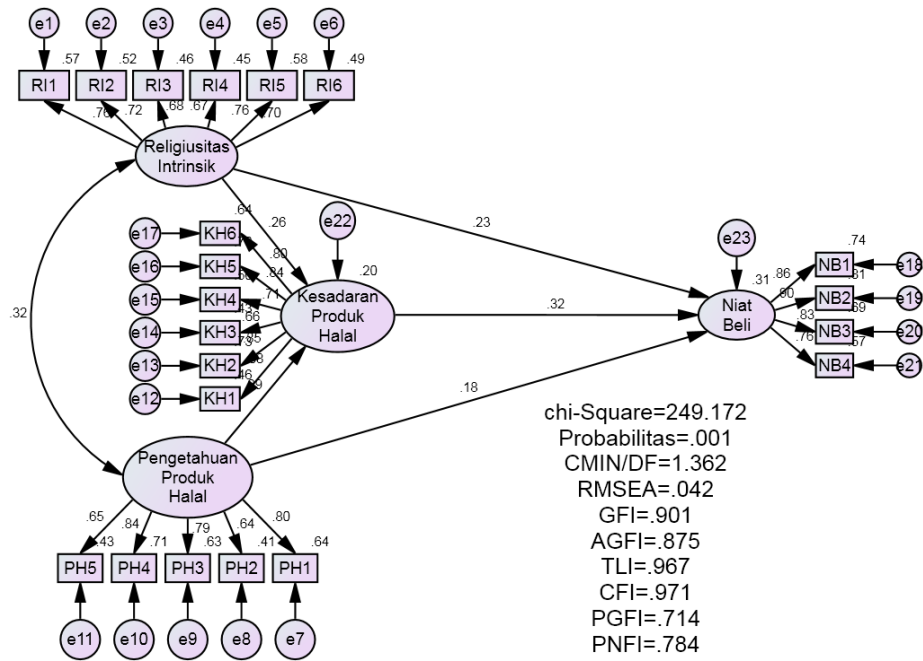 e1 e2 e3 e4 e5 e6
.57 .52 .46 .45 .58 .49
RI1 RI2 RI3 RI4 RI5 RI6
.76 .72 .68 .67 .76 .70
Religiusitas
Intrinsik
.64
.26
.23
e22
e23
e17 KH6
.80
.20
.74
e16 KH5
.84
.86
.31
NB1 e18
e15 KH4
.71
Kesadaran
Produk
Halal
.32
.90
NB2 e19
e14 KH3
.66
Niat
Beli
.83
.69
NB3 e20
.32
e13 KH2
.73
.76
.57
NB4 e21
e12 KH1
.46
.18
Pengetahuan
Produk
Halal
.65 .84 .79 .64 .80
.43 .71 .63 .41 .64
PH5 PH4 PH3 PH2 PH1
e11 e10 e9 e8 e7
chi-Square=249.172
Probabilitas=.001
CMIN/DF=1.362
RMSEA=.042
GFI=.901
AGFI=.875
TLI=.967
CFI=.971
PGFI=.714
PNFI=.784